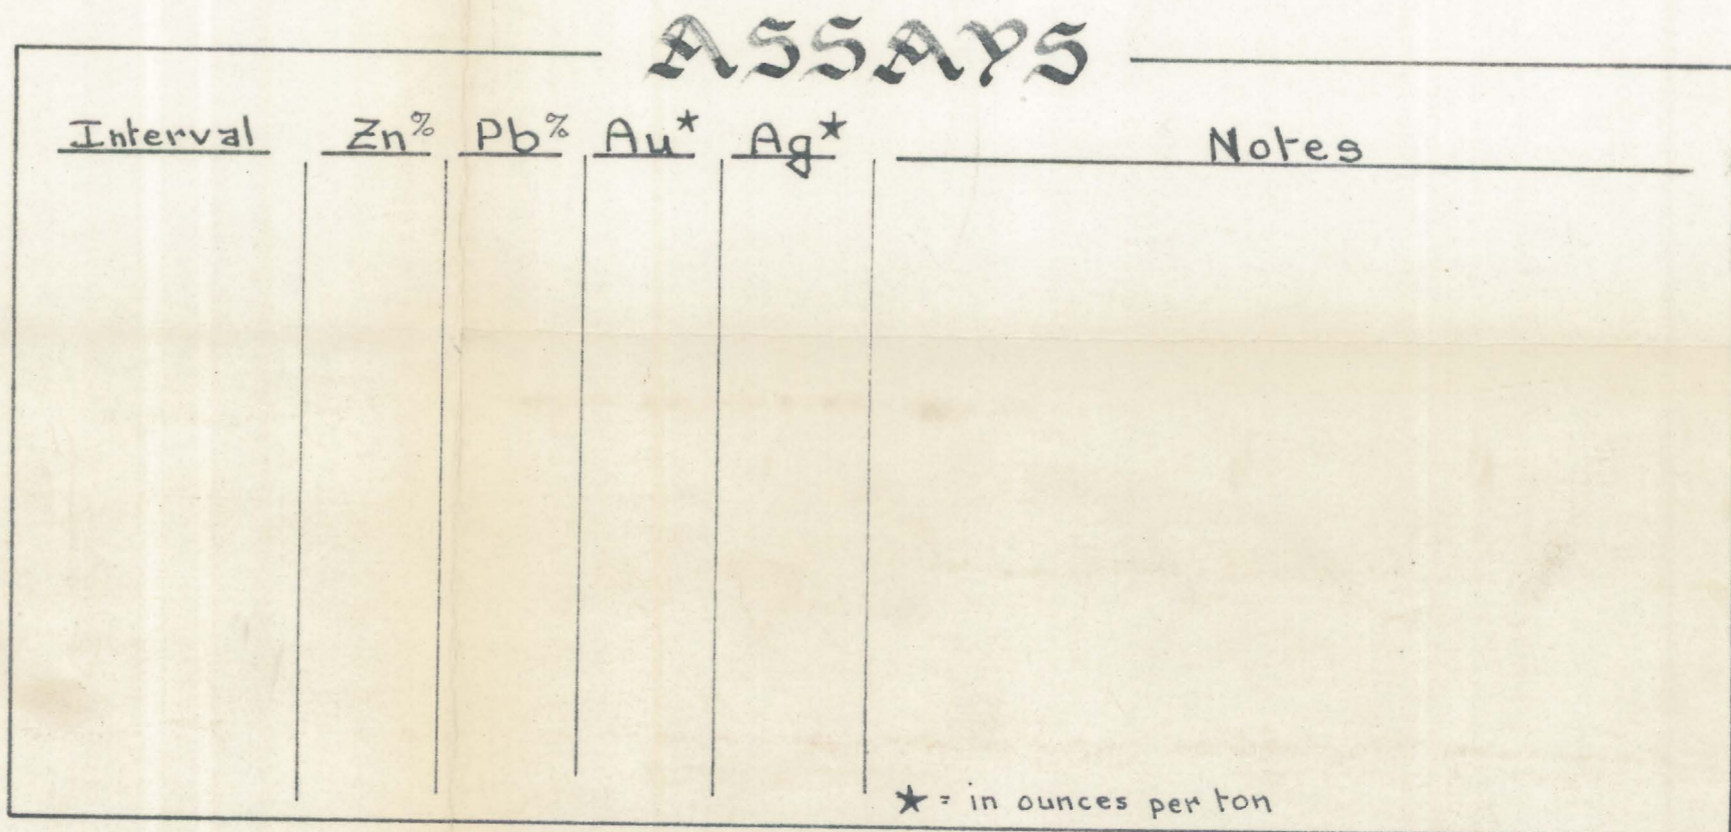 ASSAYS
Interval Zn% Pb% Au★ Ag★ Notes
★ = in ounces per ton